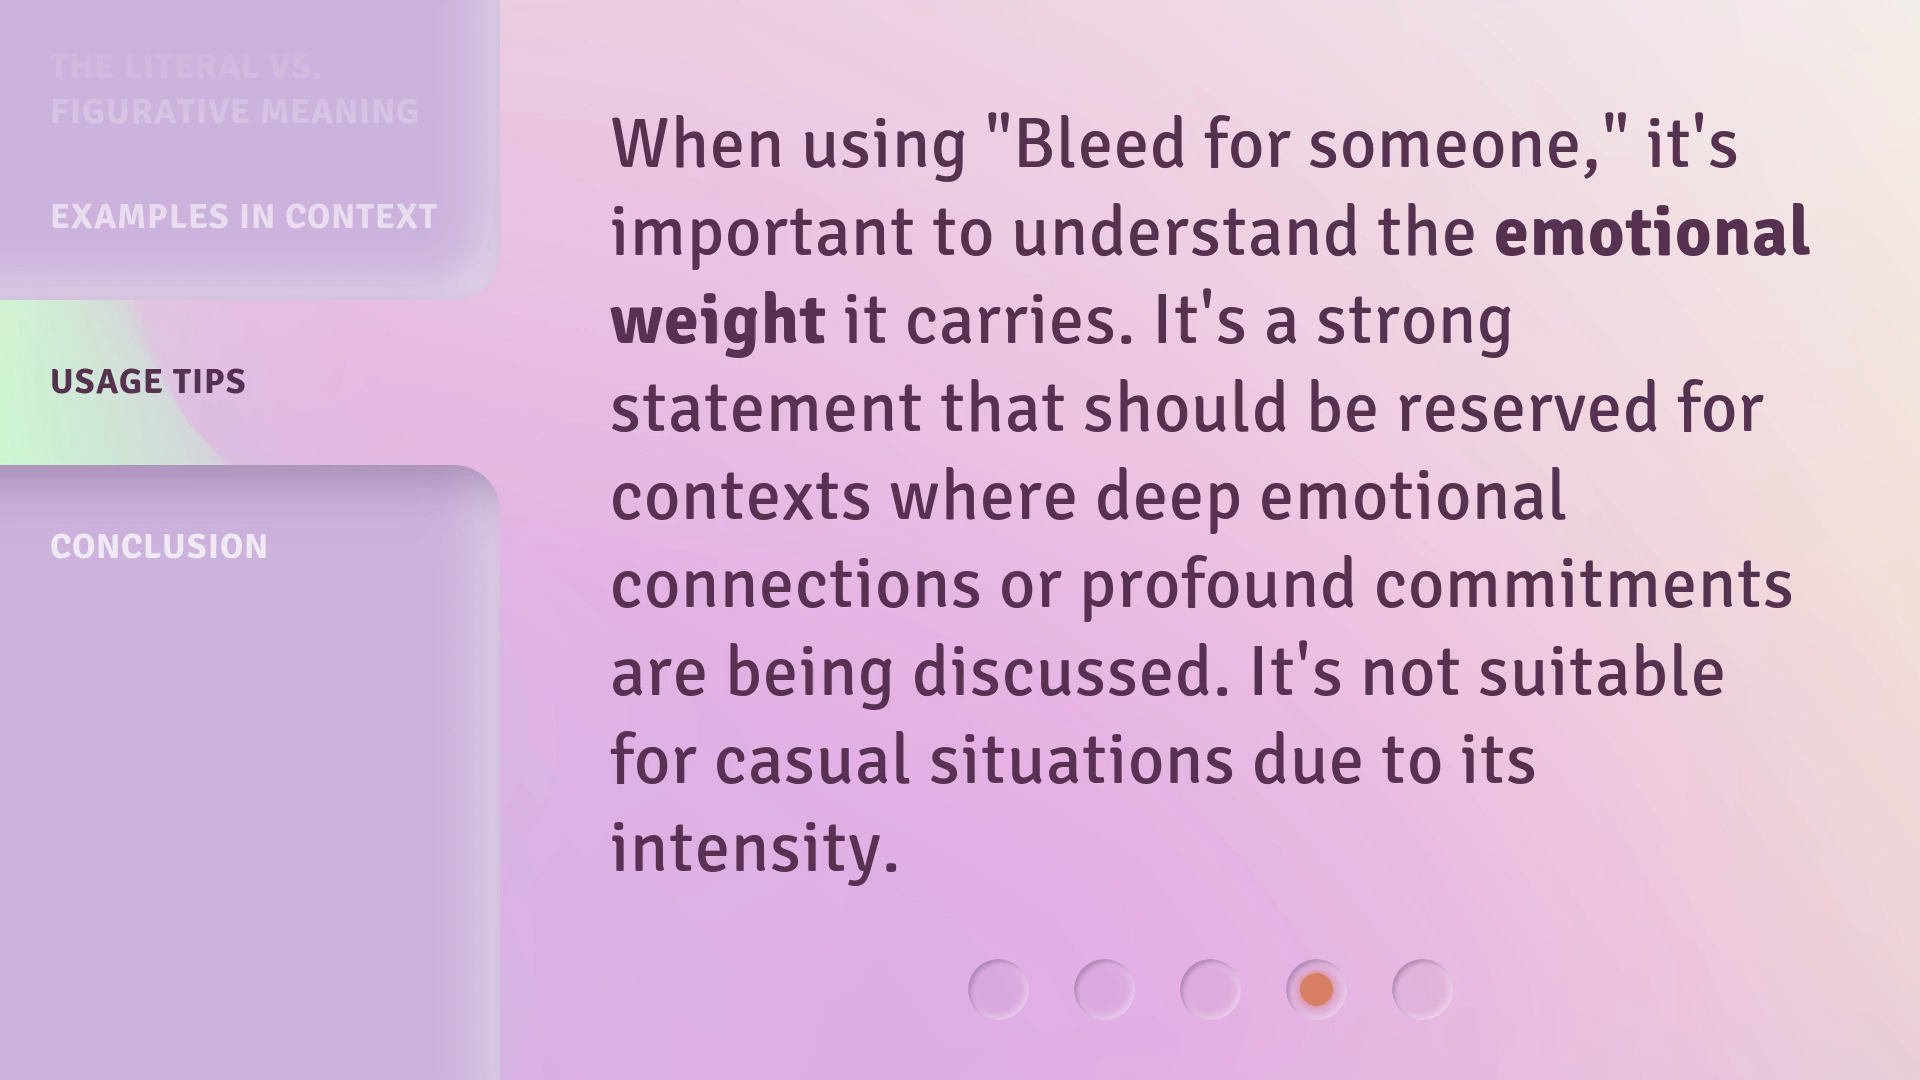 THE LITERAL VS.
FIGURATIVE MEANING
EXAMPLES IN CONTEXT
USAGE TIPS
CONCLUSION
When using "Bleed for someone," it's
important to understand the emotional
weight it carries. It's a strong
statement that should be reserved for
contexts where deep emotional
connections or profound commitments
are being discussed. It's not suitable
for casual situations due to its
intensity.